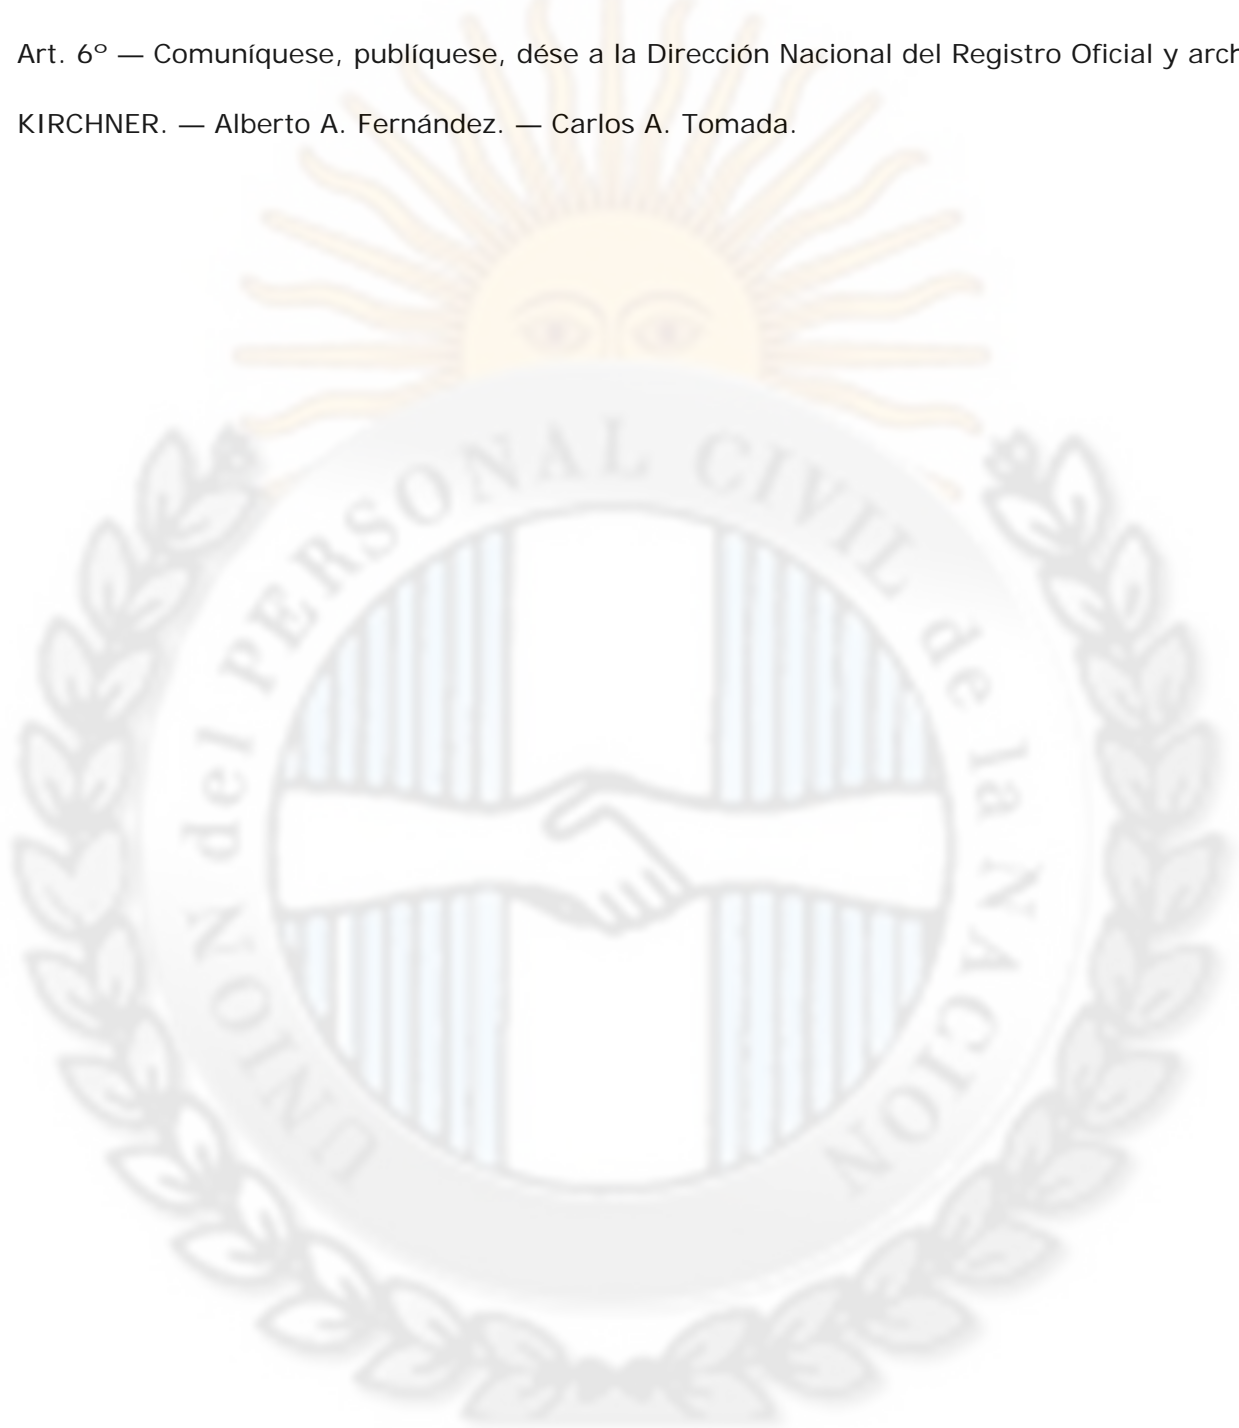 Art. 6º — Comuníquese, publíquese, dése a la Dirección Nacional del Registro Oficial y arch
KIRCHNER. — Alberto A. Fernández. — Carlos A. Tomada.
UNION del PERSONAL CIVIL de la NACION